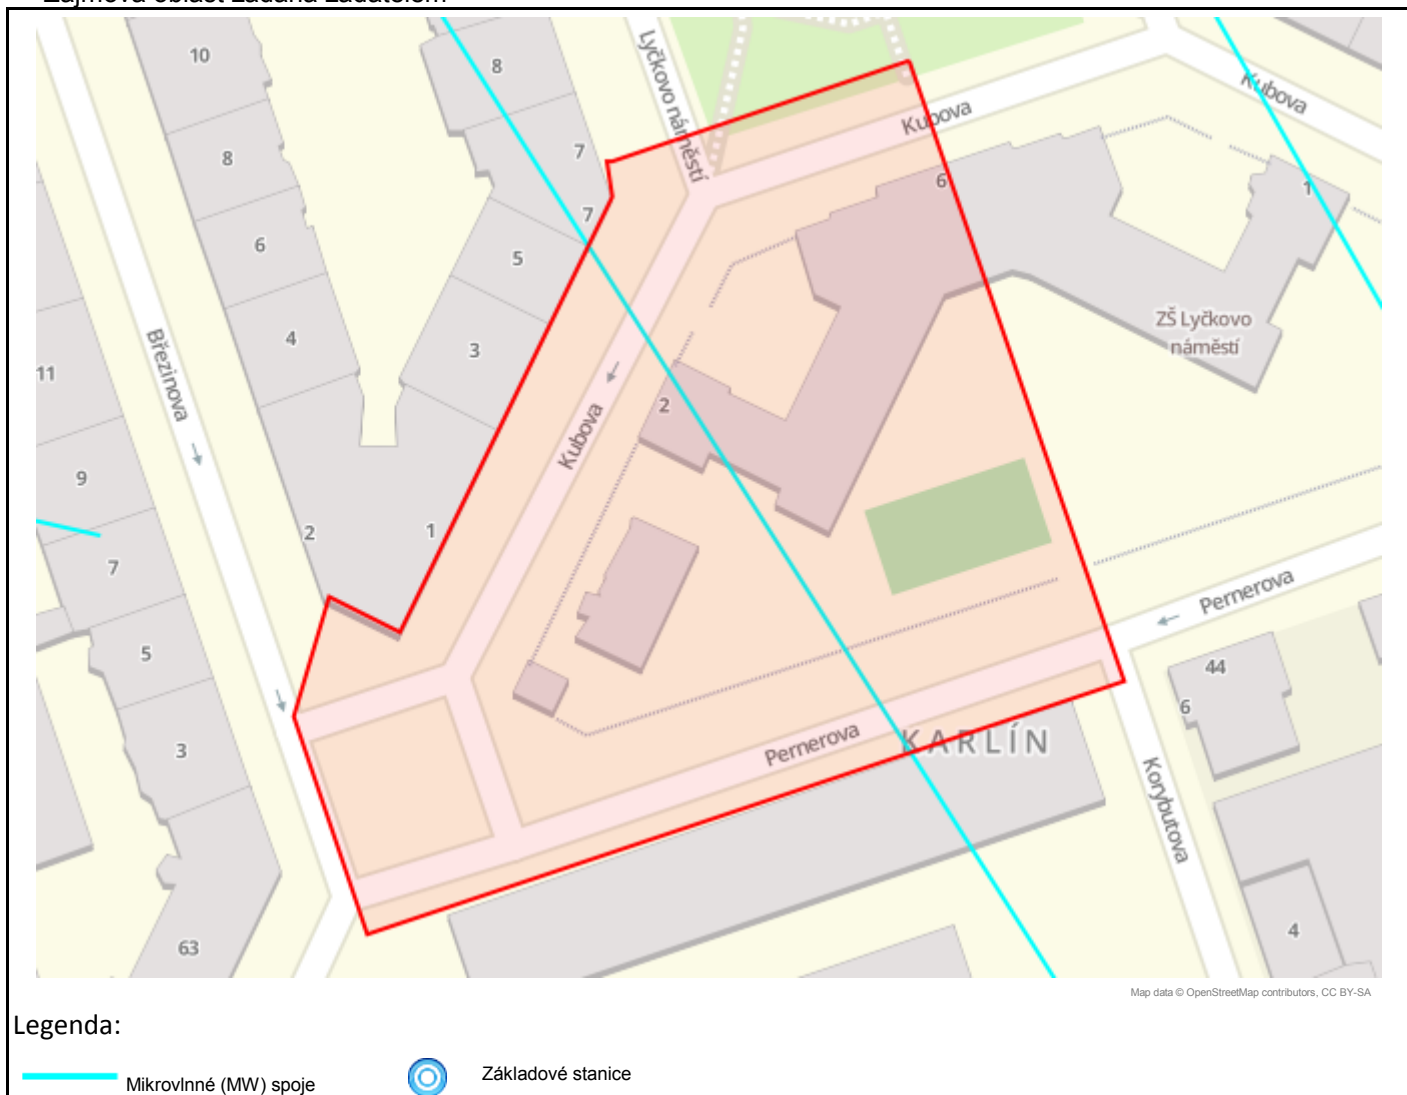 Zájmová oblast zadaná žadatelem
10
8
8
7
7
6
5
4
3
2
1
11
9
7
5
3
63
Březinova
Lyčkovo náměstí
Kubova
Kubova
Kubova
6
1
2
ZŠ Lyčkovo
náměstí
Pernerova
Pernerova
KARLÍN
Korybutova
44
6
4
Map data © OpenStreetMap contributors, CC BY-SA
Legenda:
Mikrovlnné (MW) spoje
Základové stanice